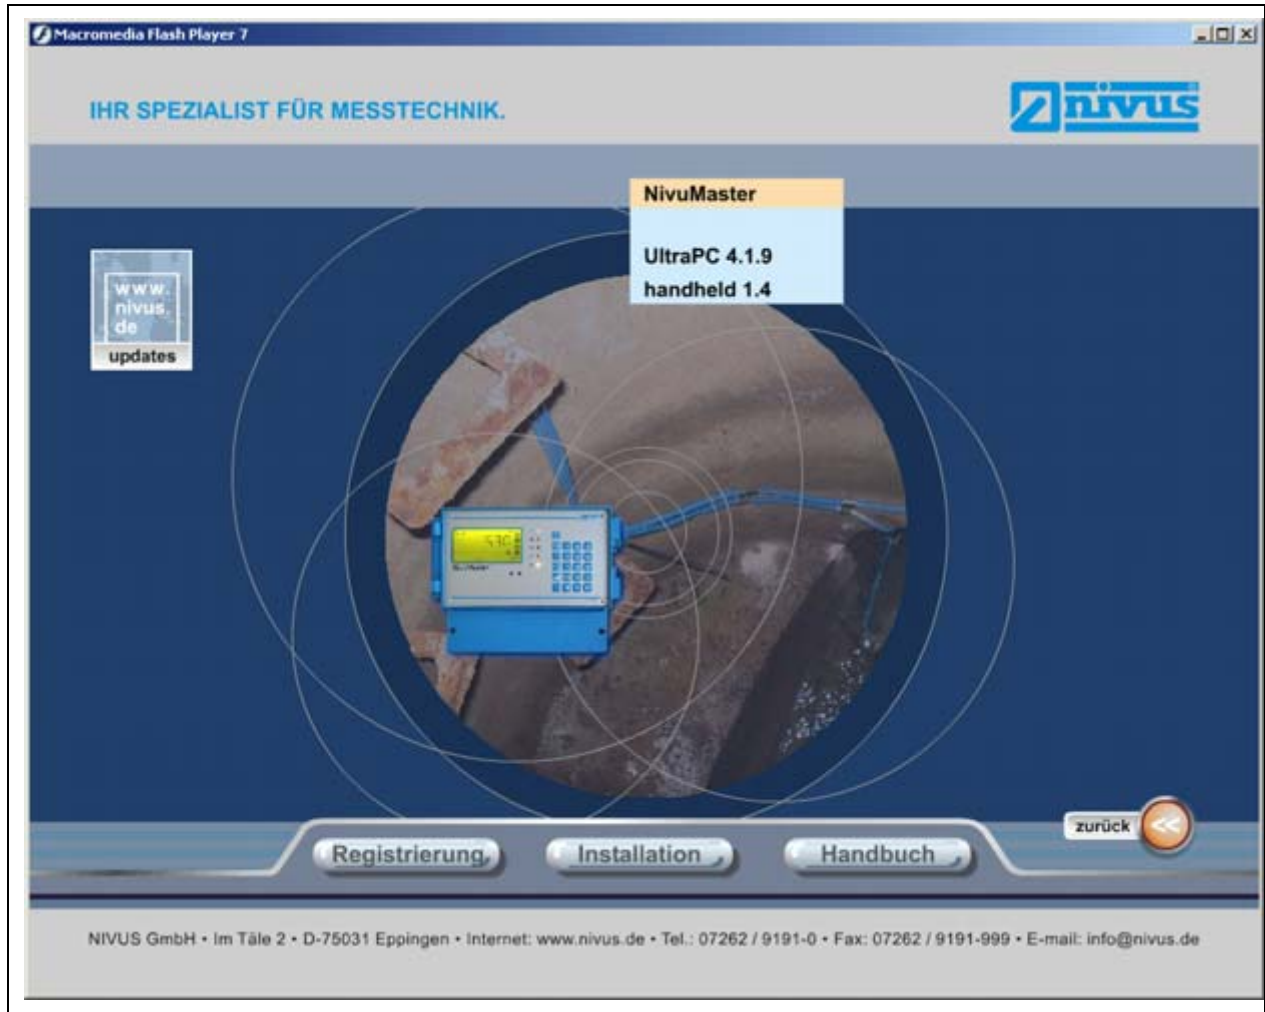 Macromedia Flash Player 7
IHR SPEZIALIST FÜR MESSTECHNIK.
nivus
NivuMaster
UltraPC 4.1.9
handheld 1.4
www.
nivus.
de
updates
zurück <<
Registrierung
Installation
Handbuch
NIVUS GmbH • Im Täle 2 • D-75031 Eppingen • Internet: www.nivus.de • Tel.: 07262 / 9191-0 • Fax: 07262 / 9191-999 • E-mail: info@nivus.de